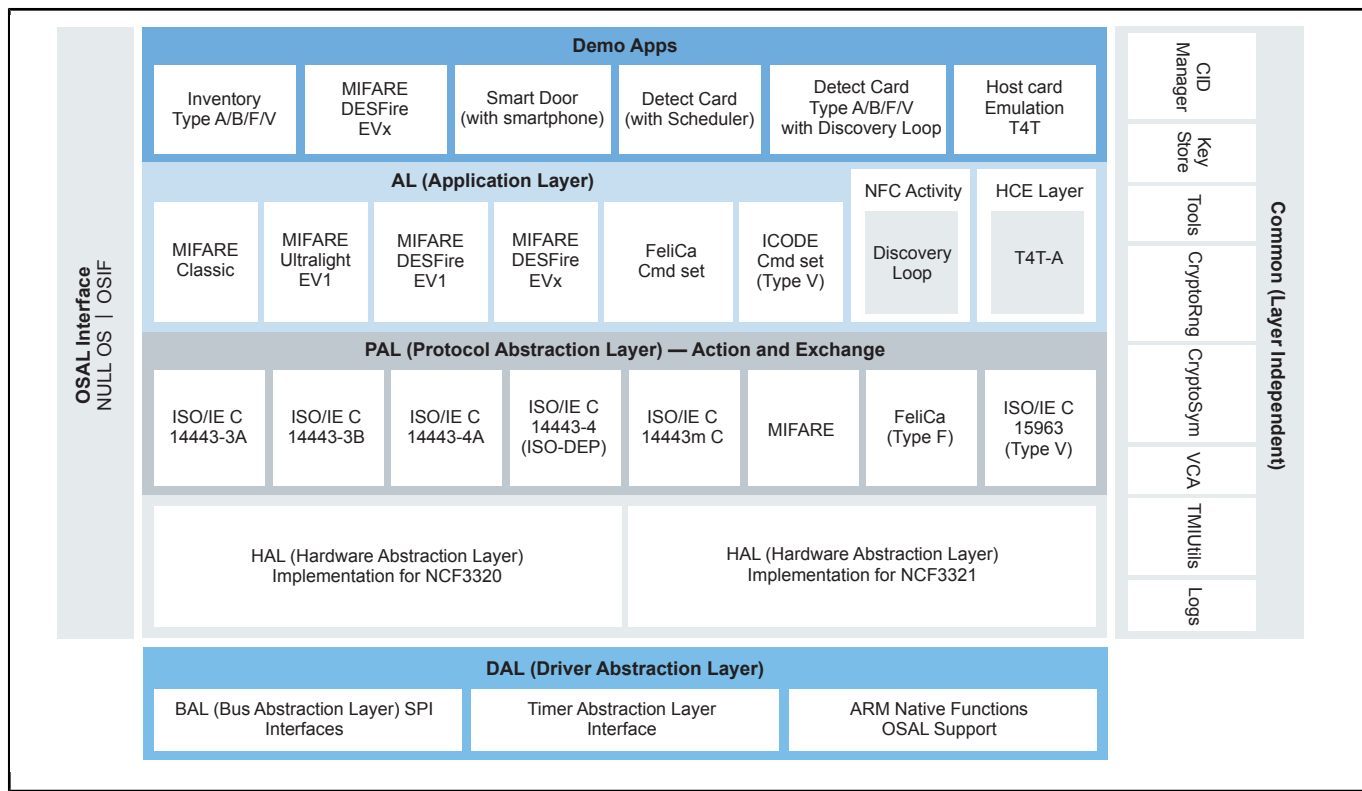 OSAL Interface
NULL OS | OSIF
Demo Apps
Inventory
Type A/B/F/V
MIFARE
DESFire
EVx
Smart Door
(with smartphone)
Detect Card
(with Scheduler)
Detect Card
Type A/B/F/V
with Discovery Loop
Host card
Emulation
T4T
AL (Application Layer)
MIFARE
Classic
MIFARE
Ultralight
EV1
MIFARE
DESFire
EV1
MIFARE
DESFire
EVx
FeliCa
Cmd set
ICODE
Cmd set
(Type V)
NFC Activity
Discovery
Loop
HCE Layer
T4T-A
PAL (Protocol Abstraction Layer) — Action and Exchange
ISO/IE C
14443-3A
ISO/IE C
14443-3B
ISO/IE C
14443-4A
ISO/IE C
14443-4
(ISO-DEP)
ISO/IE C
14443m C
MIFARE
FeliCa
(Type F)
ISO/IE C
15963
(Type V)
HAL (Hardware Abstraction Layer)
Implementation for NCF3320
HAL (Hardware Abstraction Layer)
Implementation for NCF3321
DAL (Driver Abstraction Layer)
BAL (Bus Abstraction Layer) SPI
Interfaces
Timer Abstraction Layer
Interface
ARM Native Functions
OSAL Support
CID
Manager
Key
Store
Tools
CryptoRng
CryptoSym
VCA
TMIUtils
Logs
Common (Layer Independent)